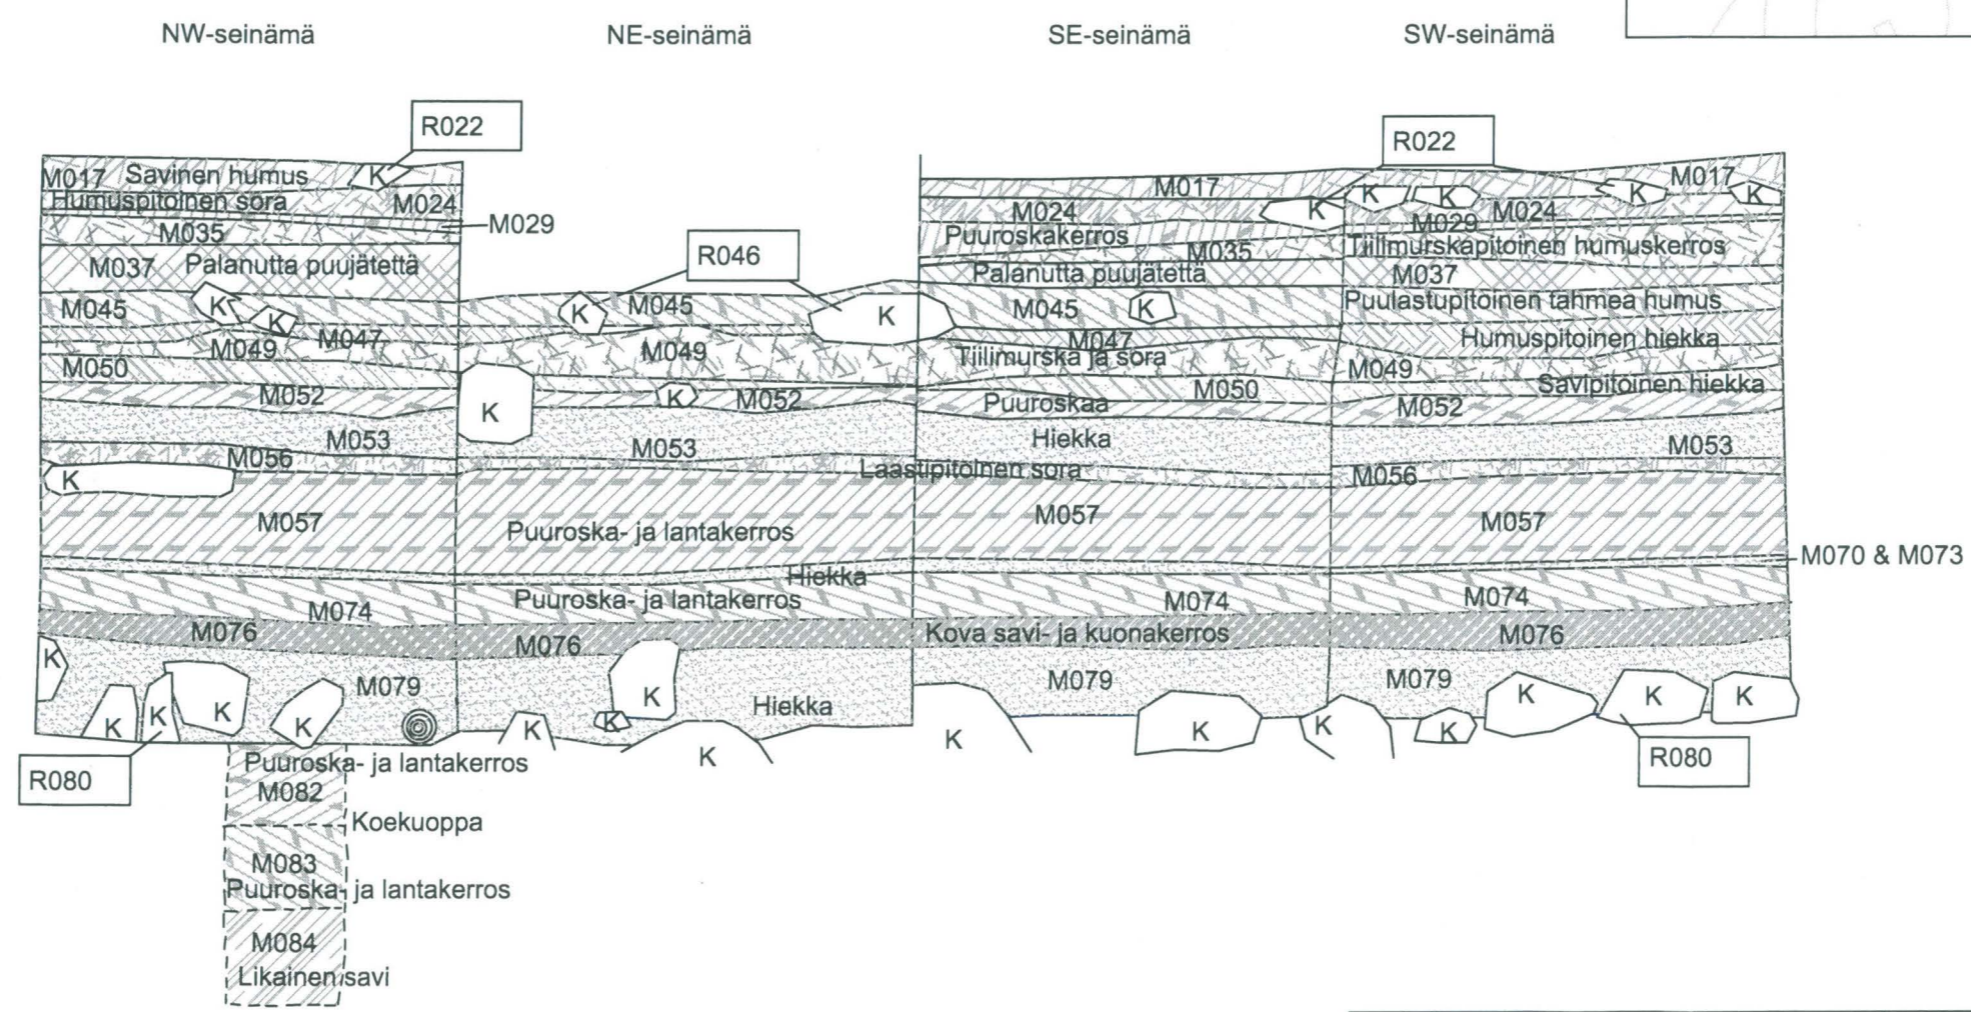 NW-seinämä NE-seinämä SE-seinämä SW-seinämä
R022
R022
M017 Savinen humus K
Humuspitoinen sora M024
M035
M029
M037 Palanutta puujätettä
M045 K K
M049 M047
M050
M052
M053
M056
K
M057
M074
M076
K
M079
K K K K
R080
Puuroska- ja lantakerros
M082
Koekuoppa
M083
Puuroska- ja lantakerros
M084
Likainen savi
R046
K M045 K
M049
K
K M052
M053
Puuroska- ja lantakerros
Hiekka
Puuroska- ja lantakerros
M076
K
Hiekka
K K
K
M017
M024 K
Puuroskakerros
M035
Palanutta puujätettä
M045 K
M047
Tiilimurska ja sora
M050
Puuroskaa
Hiekka
Laastipitoinen sora
M057
M074
Kova savi- ja kuonakerros
M079
K K K
M017
K K K K
M029 M024
Tiilimurskapitoinen humuskerros
M037
Puulastupitoinen tahmea humus
Humuspitoinen hiekka
M049
Savipitoinen hiekka
M052
M053
M056
M057
M070 & M073
M074
M076
M079
K K K
K
R080